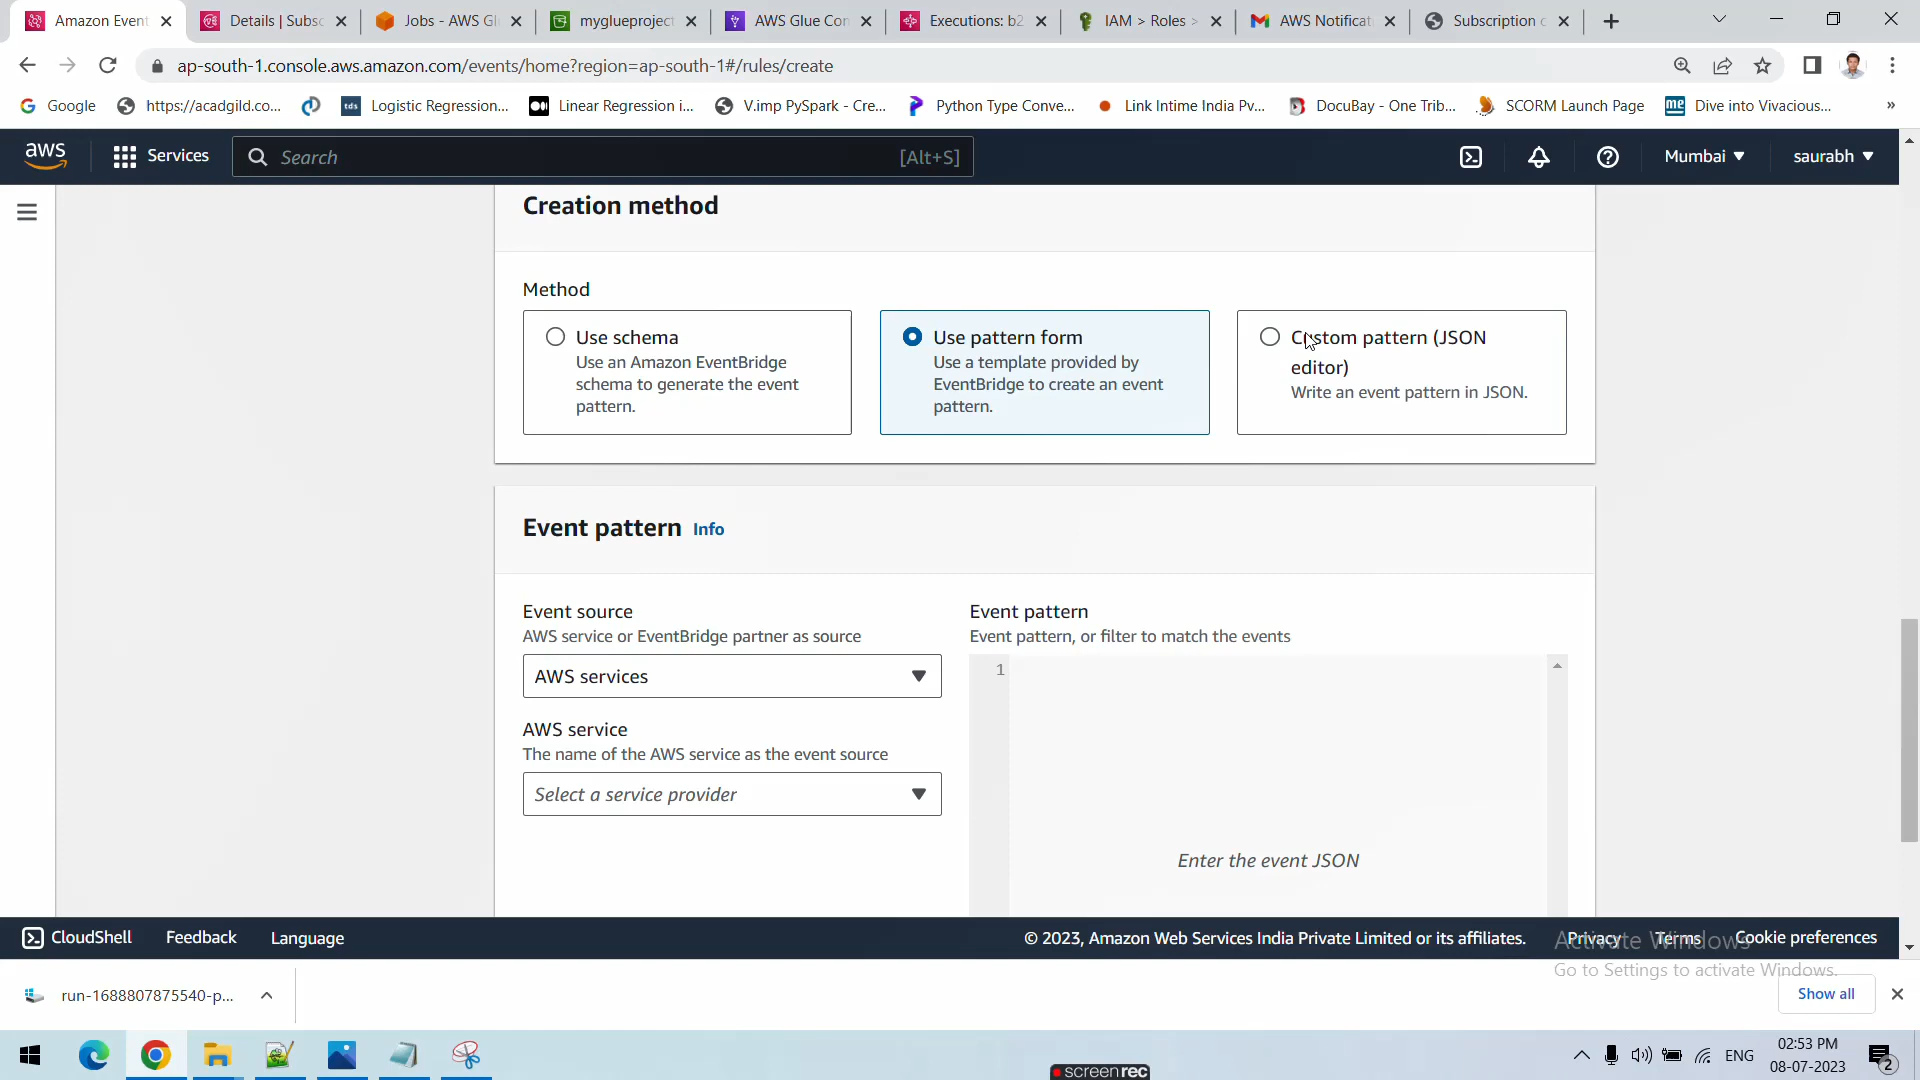 Amazon Event
Details | Subsc
Jobs - AWS Gl
myglueproject
AWS Glue Con
Executions: b2
IAM > Roles >
AWS Notificat
Subscription c
ap-south-1.console.aws.amazon.com/events/home?region=ap-south-1#/rules/create
Google
https://acadgild.co...
tds
Logistic Regression...
Linear Regression i...
V.imp PySpark - Cre...
Python Type Conve...
Link Intime India Pv...
DocuBay - One Trib...
SCORM Launch Page
me
Dive into Vivacious...
»
aws
Services
Search
[Alt+S]
Mumbai
saurabh
Creation method
Method
Use schema
Use an Amazon EventBridge
schema to generate the event
pattern.
Use pattern form
Use a template provided by
EventBridge to create an event
pattern.
Custom pattern (JSON
editor)
Write an event pattern in JSON.
Event pattern Info
Event source
AWS service or EventBridge partner as source
AWS services
AWS service
The name of the AWS service as the event source
Select a service provider
Event pattern
Event pattern, or filter to match the events
1
Enter the event JSON
CloudShell
Feedback
Language
© 2023, Amazon Web Services India Private Limited or its affiliates.
Privacy
Terms
Cookie preferences
Activate Windows
Go to Settings to activate Windows.
run-1688807875540-p...
Show all
ENG
02:53 PM
08-07-2023
2
screenrec